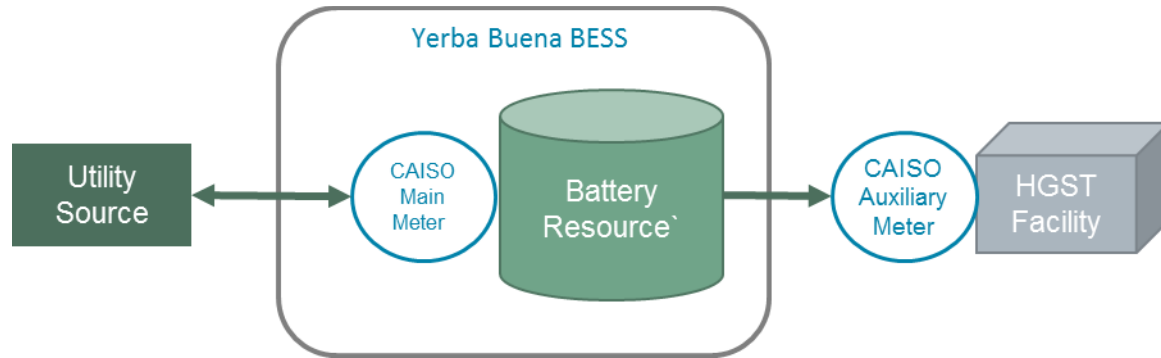 Yerba Buena BESS
Utility
Source
CAISO
Main
Meter
Battery
Resource`
CAISO
Auxiliary
Meter
HGST
Facility